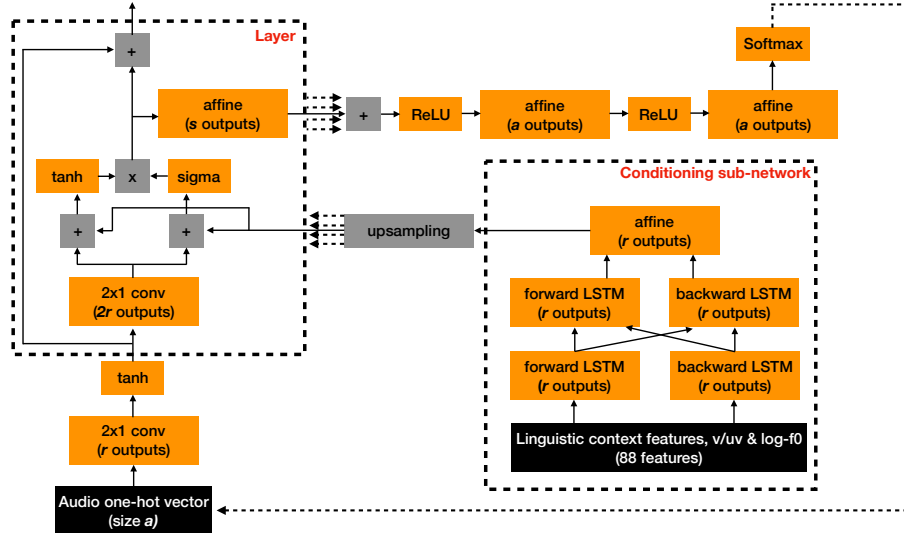 Layer
+
affine
(s outputs)
+
ReLU
affine
(a outputs)
ReLU
affine
(a outputs)
Softmax
tanh
x
sigma
+
+
2x1 conv
(2r outputs)
tanh
2x1 conv
(r outputs)
Audio one-hot vector
(size a)
upsampling
Conditioning sub-network
affine
(r outputs)
forward LSTM
(r outputs)
backward LSTM
(r outputs)
forward LSTM
(r outputs)
backward LSTM
(r outputs)
Linguistic context features, v/uv & log-f0
(88 features)